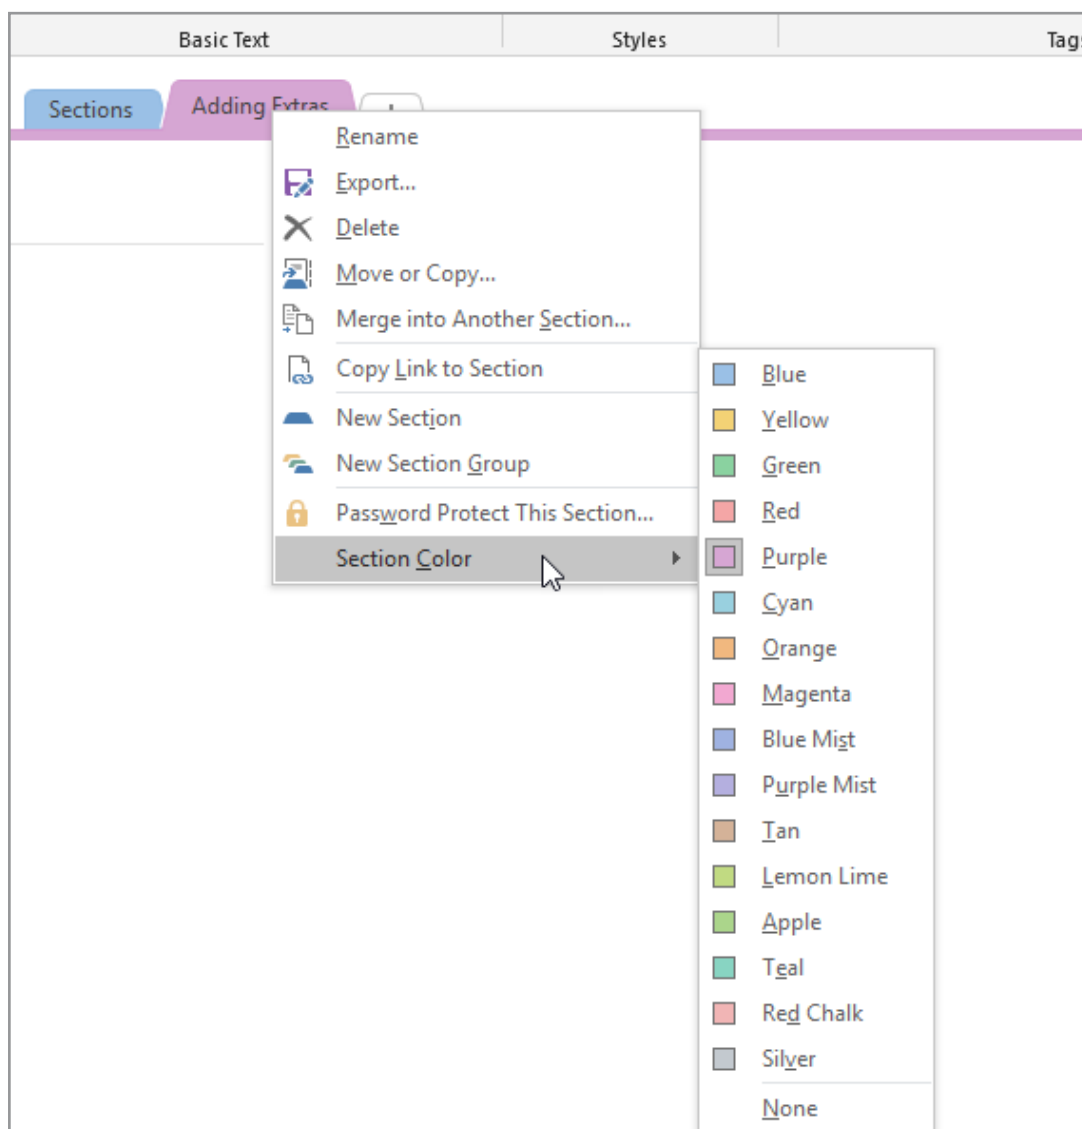 Basic Text Styles Tags
Sections Adding Extras
Rename
Export...
Delete
Move or Copy...
Merge into Another Section...
Copy Link to Section
New Section
New Section Group
Password Protect This Section...
Section Color
Blue
Yellow
Green
Red
Purple
Cyan
Orange
Magenta
Blue Mist
Purple Mist
Tan
Lemon Lime
Apple
Teal
Red Chalk
Silver
None